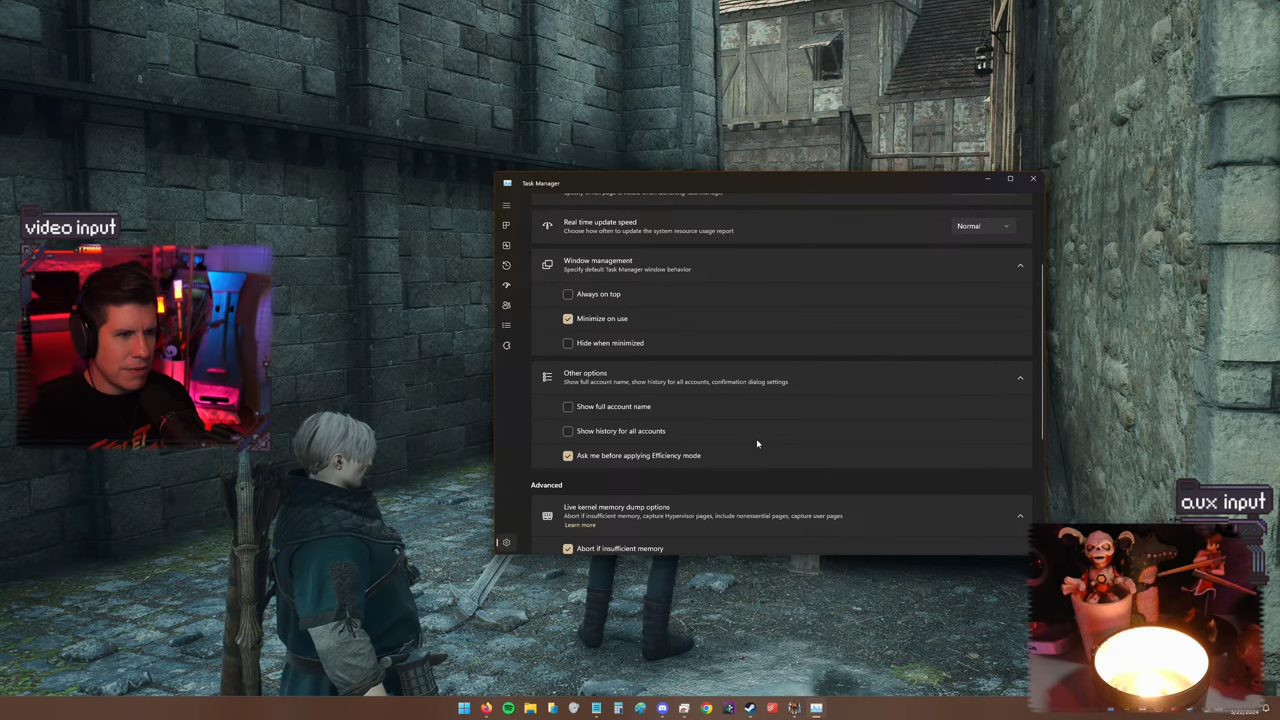 Task Manager
Real time update speed
Choose how often to update the system resource usage report
Normal
Window management
Specify default Task Manager window behavior
Always on top
Minimize on use
Hide when minimized
Other options
Show full account name, show history for all accounts, confirmation dialog settings
Show full account name
Show history for all accounts
Ask me before applying Efficiency mode
Advanced
Live kernel memory dump options
Abort if insufficient memory, capture Hypervisor pages, include nonessential pages, capture user pages
Learn more
Abort if insufficient memory
video input
aux input